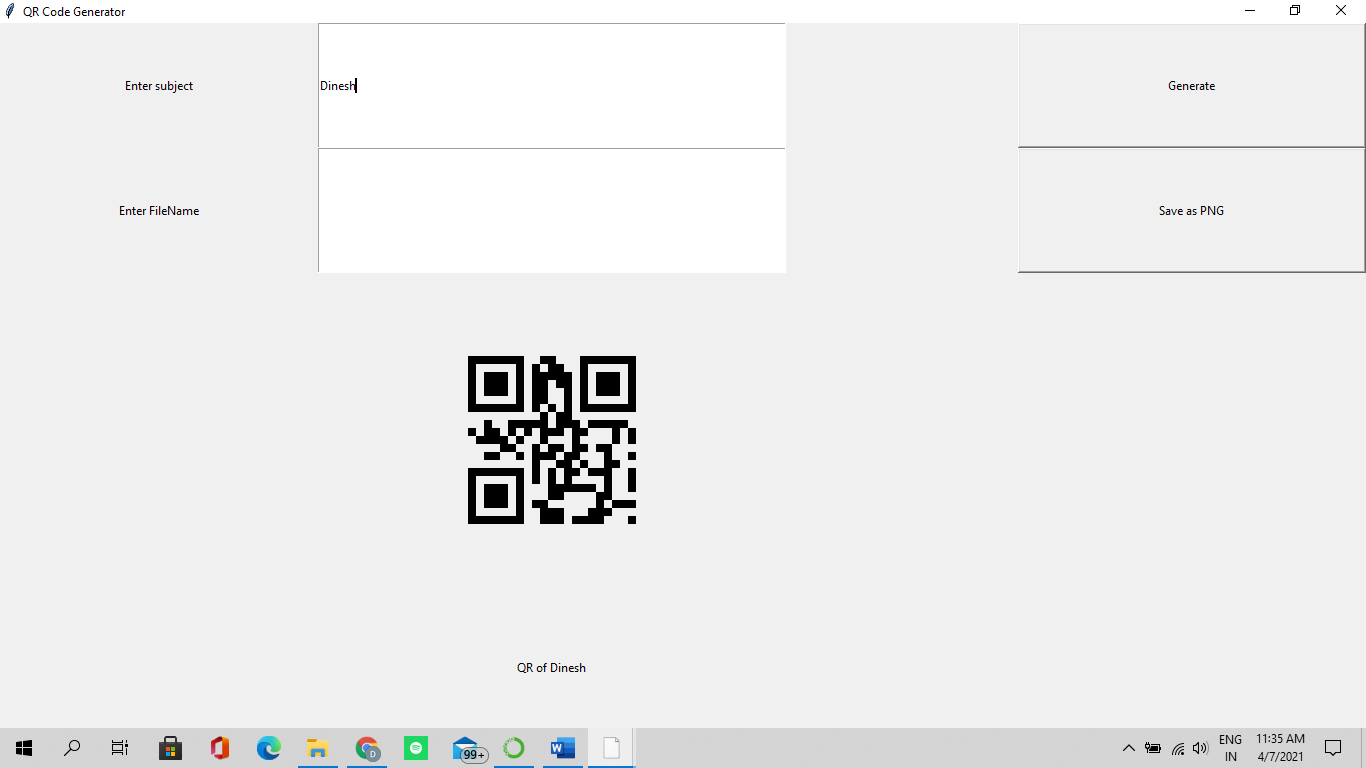 QR Code Generator
Enter subject
Dinesh
Generate
Enter FileName
Save as PNG
QR of Dinesh
D
99+
W
ENG
IN
11:35 AM
4/7/2021